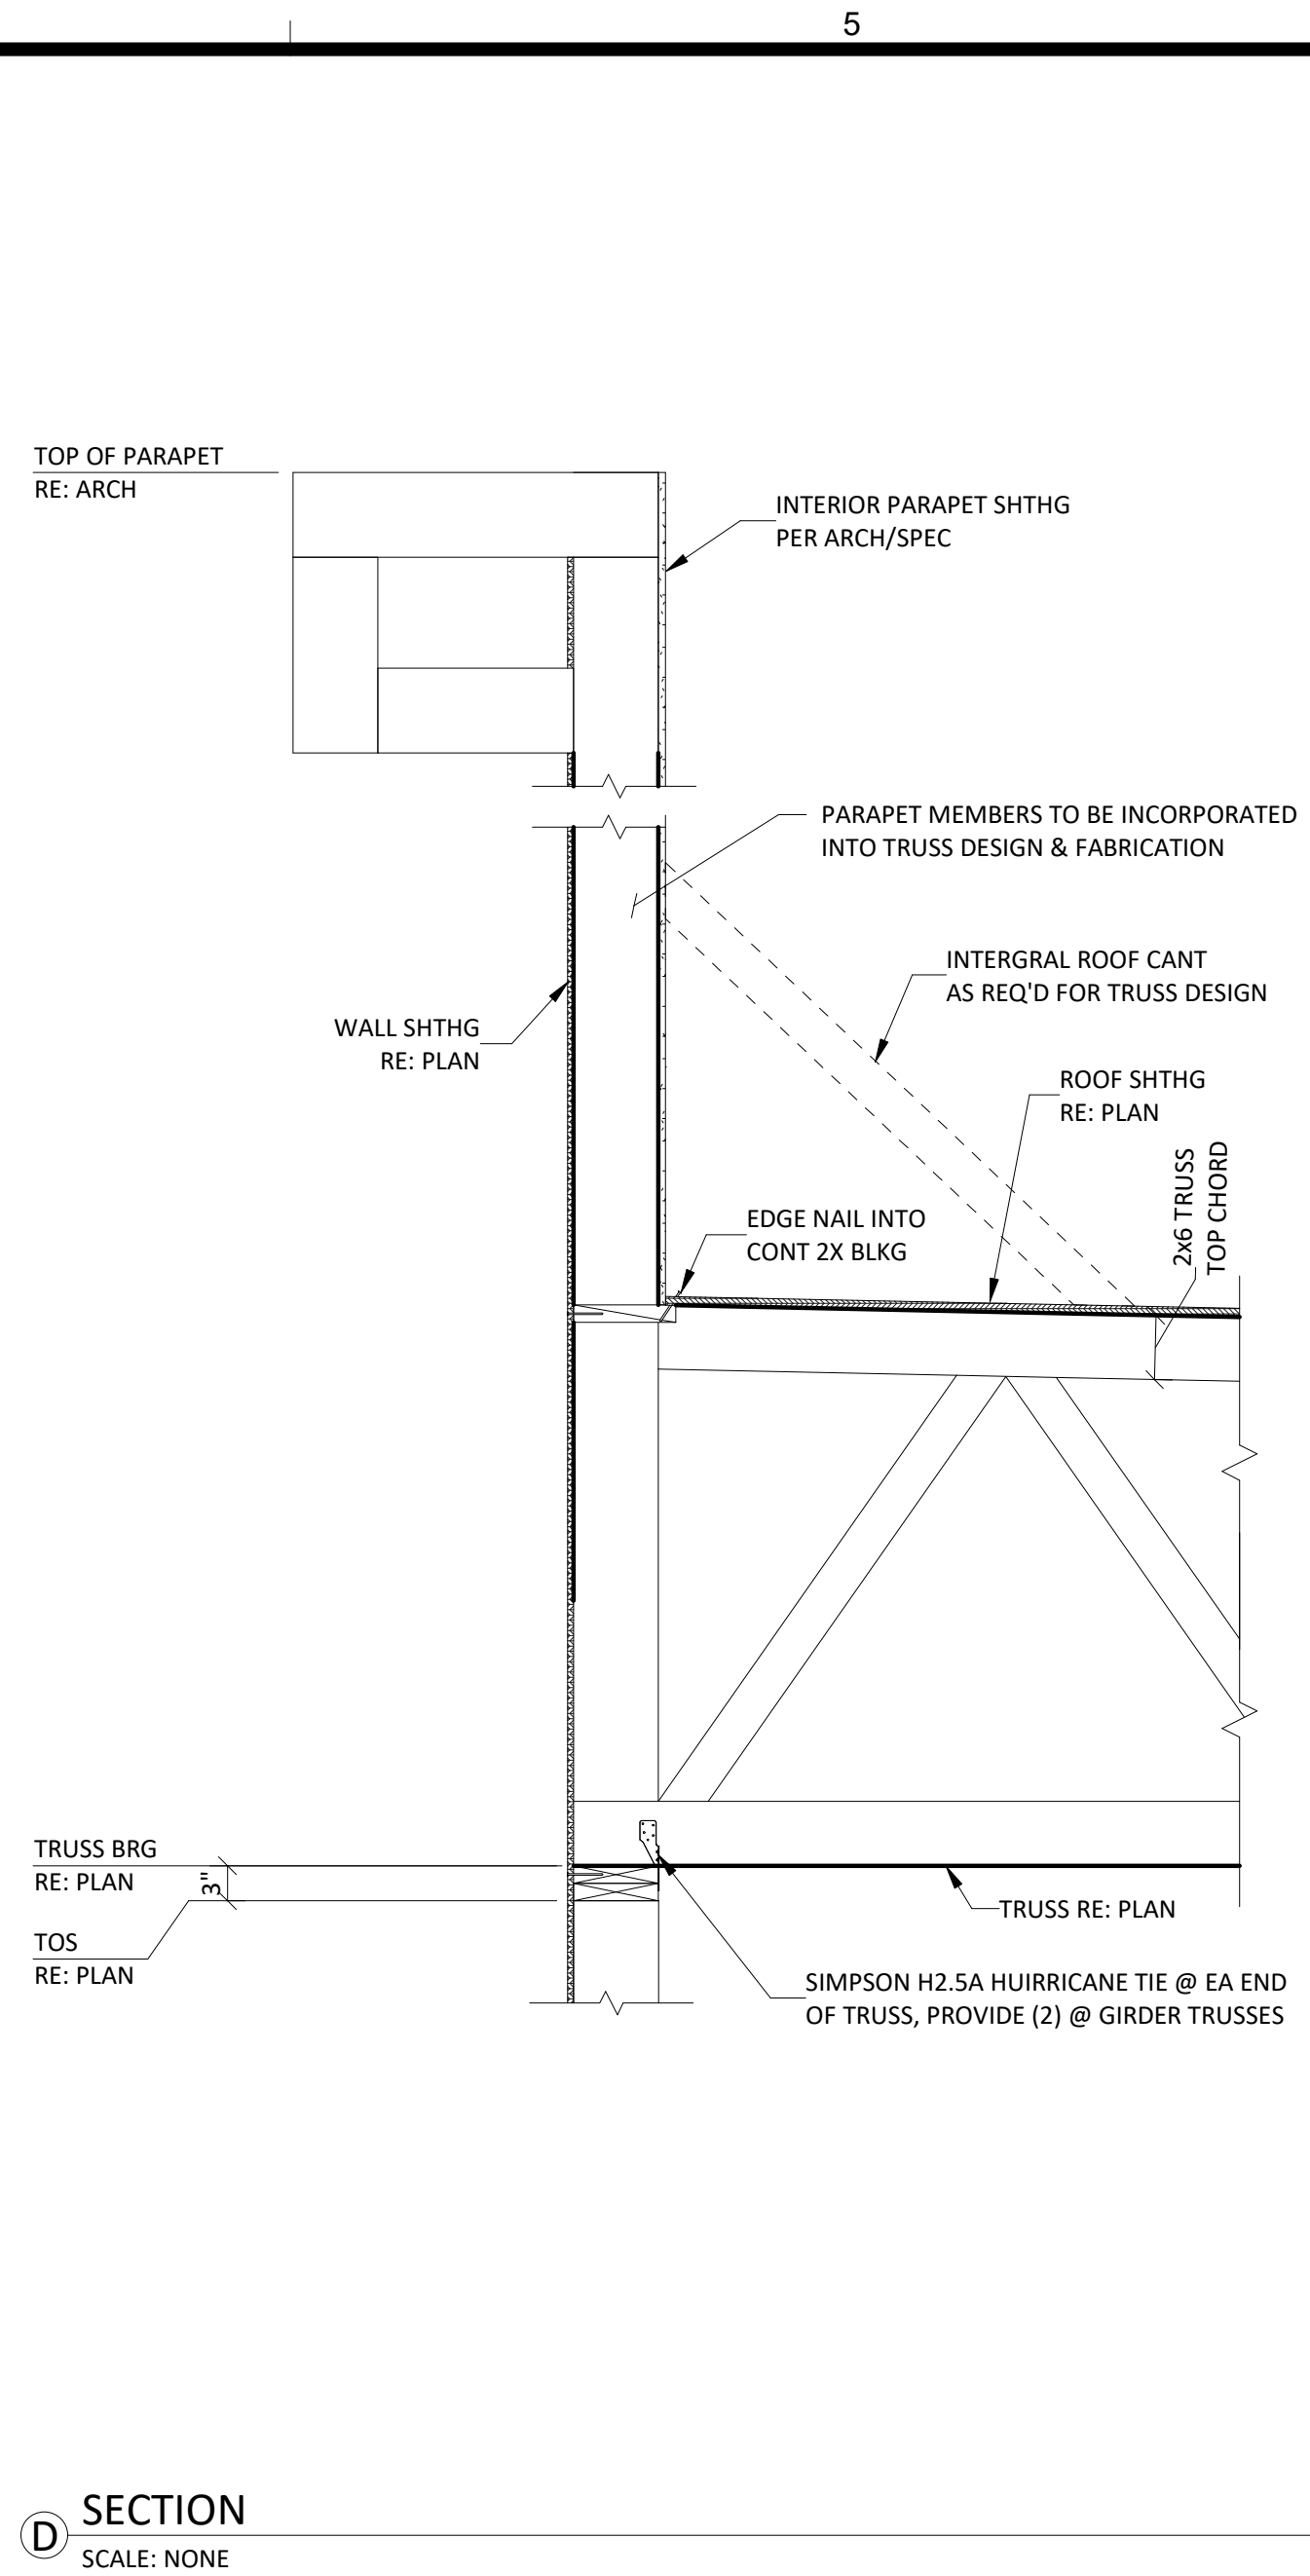 5
TOP OF PARAPET
RE: ARCH
INTERIOR PARAPET SHTHG
PER ARCH/SPEC
PARAPET MEMBERS TO BE INCORPORATED
INTO TRUSS DESIGN & FABRICATION
INTERGRAL ROOF CANT
AS REQ'D FOR TRUSS DESIGN
WALL SHTHG
RE: PLAN
ROOF SHTHG
RE: PLAN
2x6 TRUSS
TOP CHORD
EDGE NAIL INTO
CONT 2X BLKG
TRUSS BRG
RE: PLAN
3"
TOS
RE: PLAN
TRUSS RE: PLAN
SIMPSON H2.5A HUIRRICANE TIE @ EA END
OF TRUSS, PROVIDE (2) @ GIRDER TRUSSES
D
SECTION
SCALE: NONE